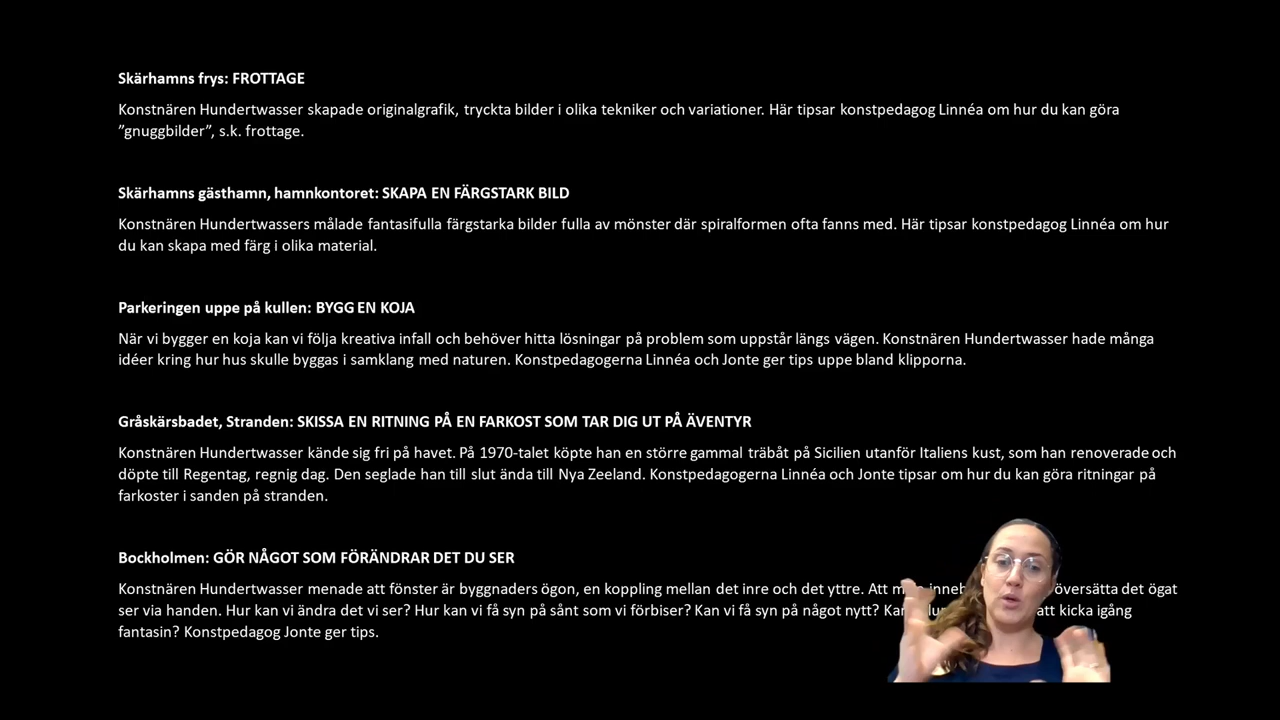 Skärhamns frys: FROTTAGE
Konstnären Hundertwasser skapade originalgrafik, tryckta bilder i olika tekniker och variationer. Här tipsar konstpedagog Linnéa om hur du kan göra
”gnuggbilder”, s.k. frottage.
Skärhamns gästhamn, hamnkontoret: SKAPA EN FÄRGSTARK BILD
Konstnären Hundertwassers målade fantasifulla färgstarka bilder fulla av mönster där spiralformen ofta fanns med. Här tipsar konstpedagog Linnéa om hur
du kan skapa med färg i olika material.
Parkeringen uppe på kullen: BYGG EN KOJA
När vi bygger en koja kan vi följa kreativa infall och behöver hitta lösningar på problem som uppstår längs vägen. Konstnären Hundertwasser hade många
idéer kring hur hus skulle byggas i samklang med naturen. Konstpedagogerna Linnéa och Jonte ger tips uppe bland klipporna.
Gråskärsbadet, Stranden: SKISSA EN RITNING PÅ EN FARKOST SOM TAR DIG UT PÅ ÄVENTYR
Konstnären Hundertwasser kände sig fri på havet. På 1970-talet köpte han en större gammal träbåt på Sicilien utanför Italiens kust, som han renoverade och
döpte till Regentag, regnig dag. Den seglade han till slut ända till Nya Zeeland. Konstpedagogerna Linnéa och Jonte tipsar om hur du kan göra ritningar på
farkoster i sanden på stranden.
Bockholmen: GÖR NÅGOT SOM FÖRÄNDRAR DET DU SER
Konstnären Hundertwasser menade att fönster är byggnaders ögon, en koppling mellan det inre och det yttre. Att översätta det ögat
ser via handen. Hur kan vi ändra det vi ser? Hur kan vi få syn på sånt som vi förbiser? Kan vi få syn på något nytt? att kicka igång
fantasin? Konstpedagog Jonte ger tips.